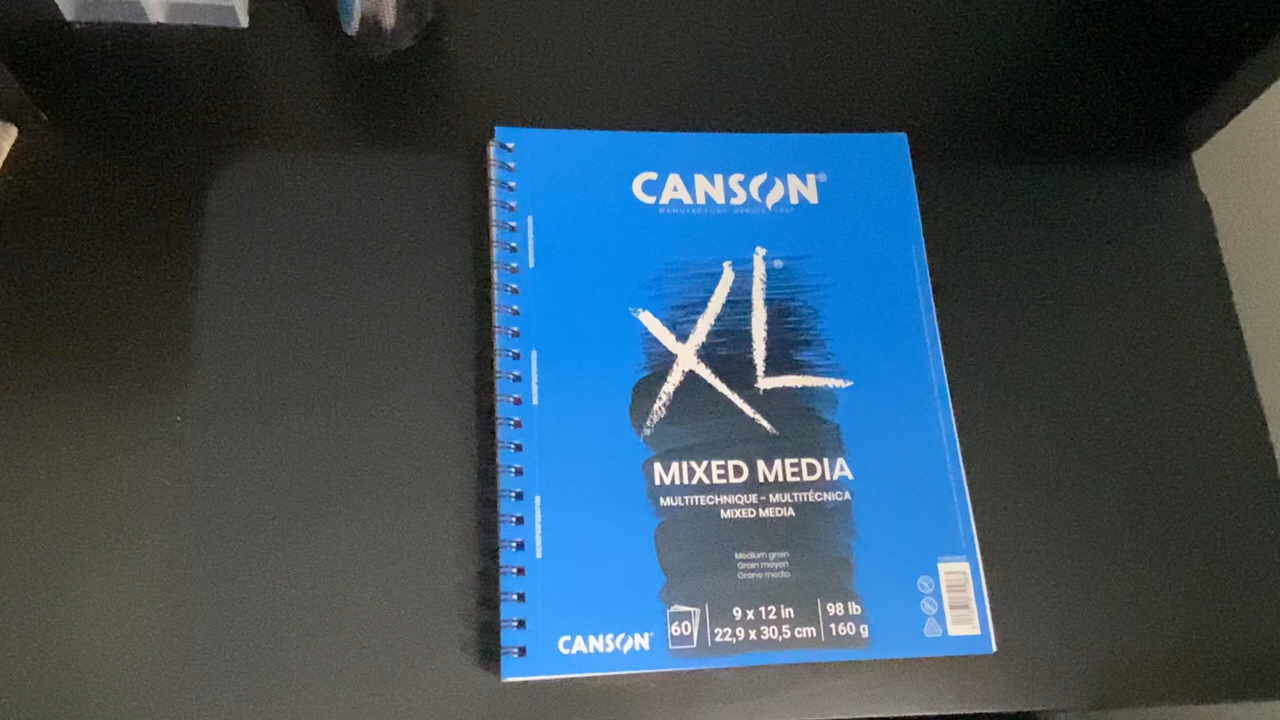 CANSON®
XL®
MIXED MEDIA
MULTITECHNIQUE – MULTITÉCNICA
MIXED MEDIA
Medium grain
Grain moyen
Grano medio
60
9 x 12 in
22,9 x 30,5 cm
98 lb
160 g
CANSON®